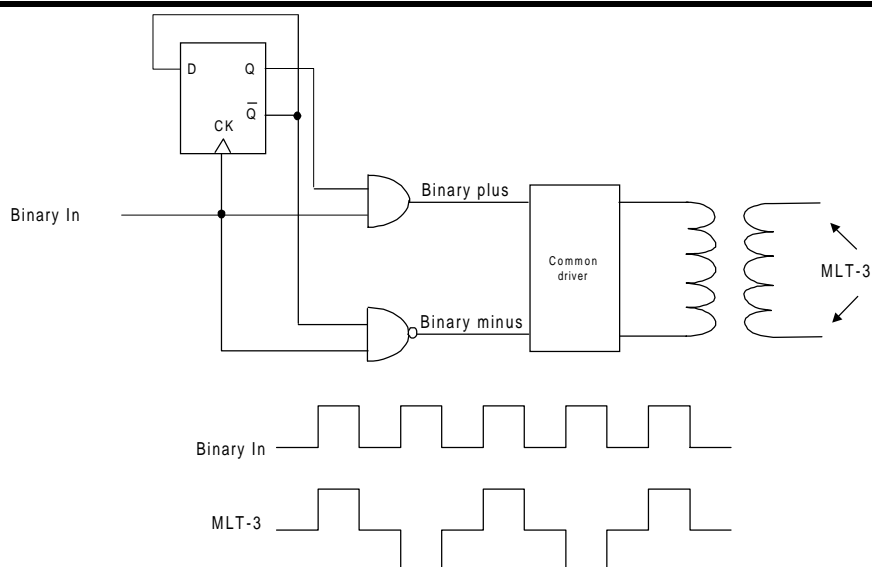 D Q
Q̅
CK
Binary In
Binary plus
Common
driver
MLT-3
Binary minus
Binary In
MLT-3